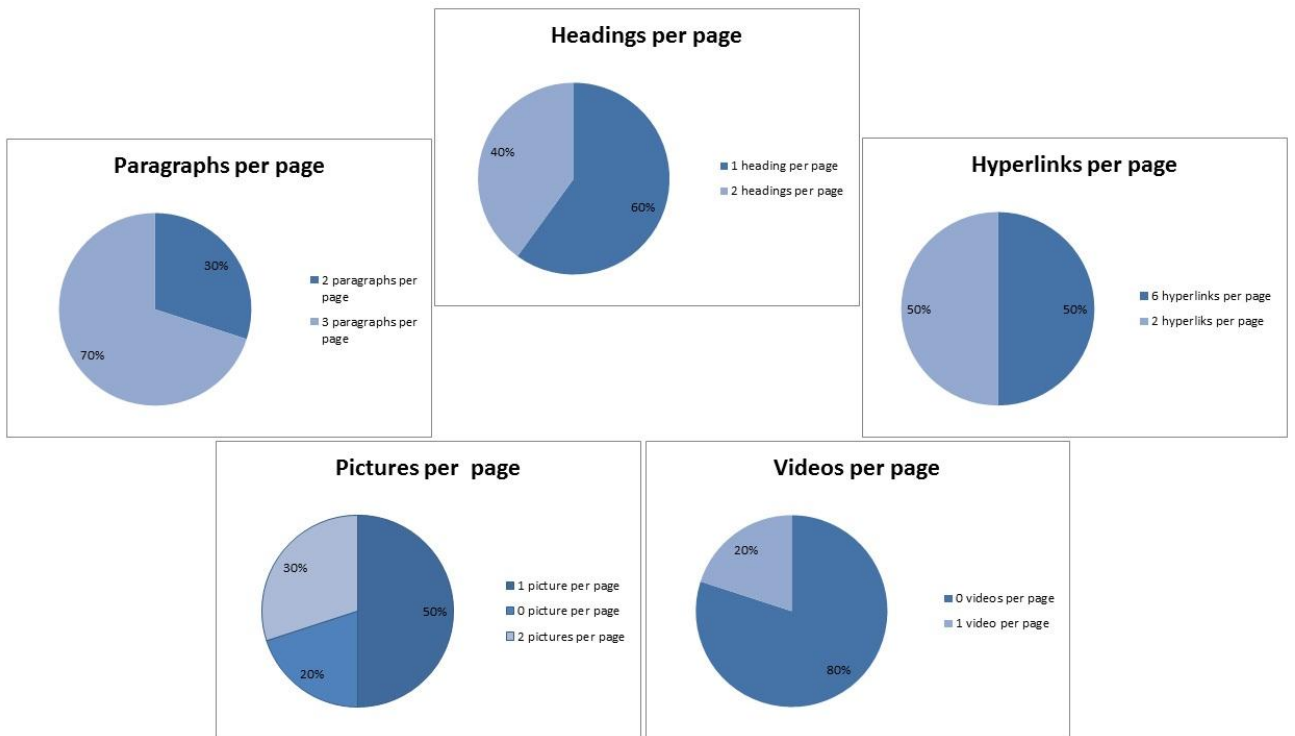 Headings per page
40%
60%
1 heading per page
2 headings per page
Paragraphs per page
30%
70%
2 paragraphs per
page
3 paragraphs per
page
Hyperlinks per page
50%
50%
6 hyperlinks per page
2 hyperliks per page
Pictures per page
30%
50%
20%
1 picture per page
0 picture per page
2 pictures per page
Videos per page
20%
80%
0 videos per page
1 video per page